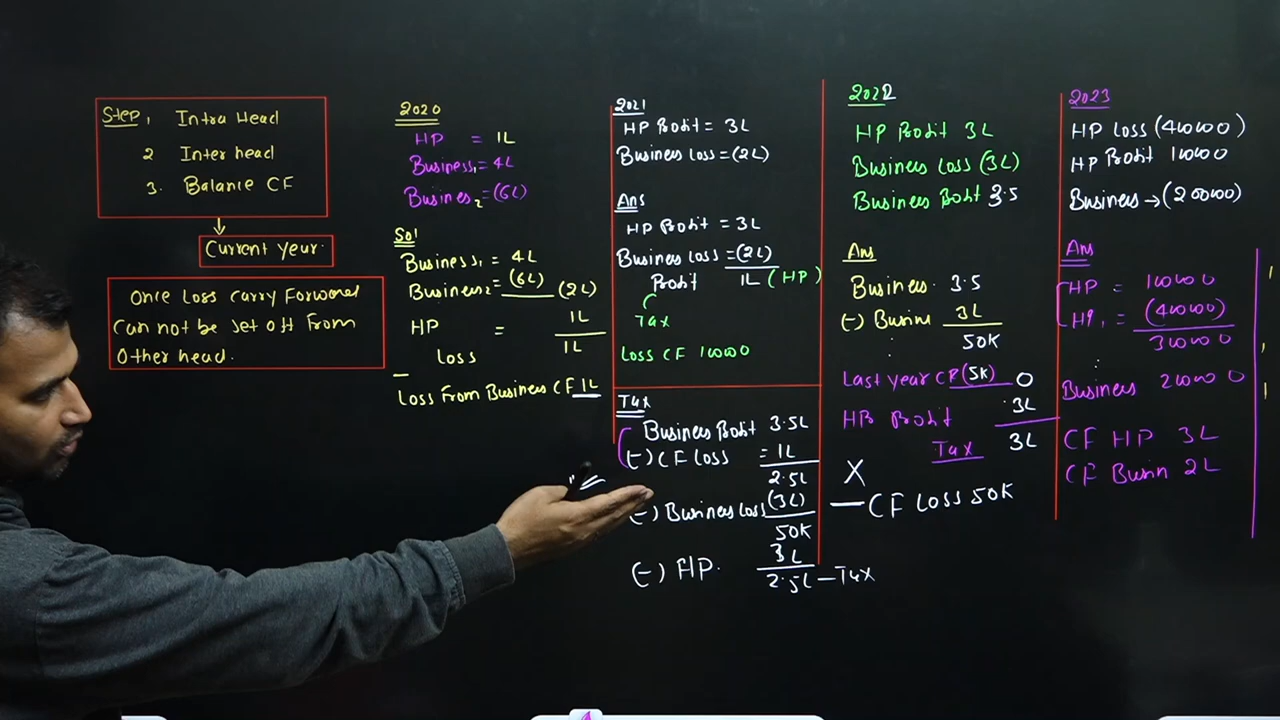 Step 1 Intra Head
2 Inter head
3. Balance CF
Current year
Once Loss carry Forward
can not be set off From
Other head.
2020
HP = 1L
Business1 = 4L
Business2 = (6L)
Sol
Business1 = 4L
Business2 = (6L) (2L)
HP = 1L
Loss 1L
Loss From Business CF 1L
2021
HP Profit = 3L
Business Loss = (2L)
Ans
HP Profit = 3L
Business Loss = (2L)
Profit 1L (HP)
Tax
Loss CF 10000
Tax
Business Profit 3.5L
(-) CF Loss = 1L
2.5L
(-) Business Loss (3L)
50K
(-) HP. 3L
2.5L - Tax
2022
HP Profit 3L
Business Loss (3L)
Business Profit 3.5
Ans
Business 3.5
(-) Busine 3L
50K
Last year CF (5K) 0
HP Profit 3L
Tax 3L
X
— CF Loss 50K
2023
HP Loss (40000)
HP Profit 10000
Business → (20000)
Ans
HP = 10000
HP1 = (40000)
30000
Business 20000
CF HP 3L
CF Busin 2L